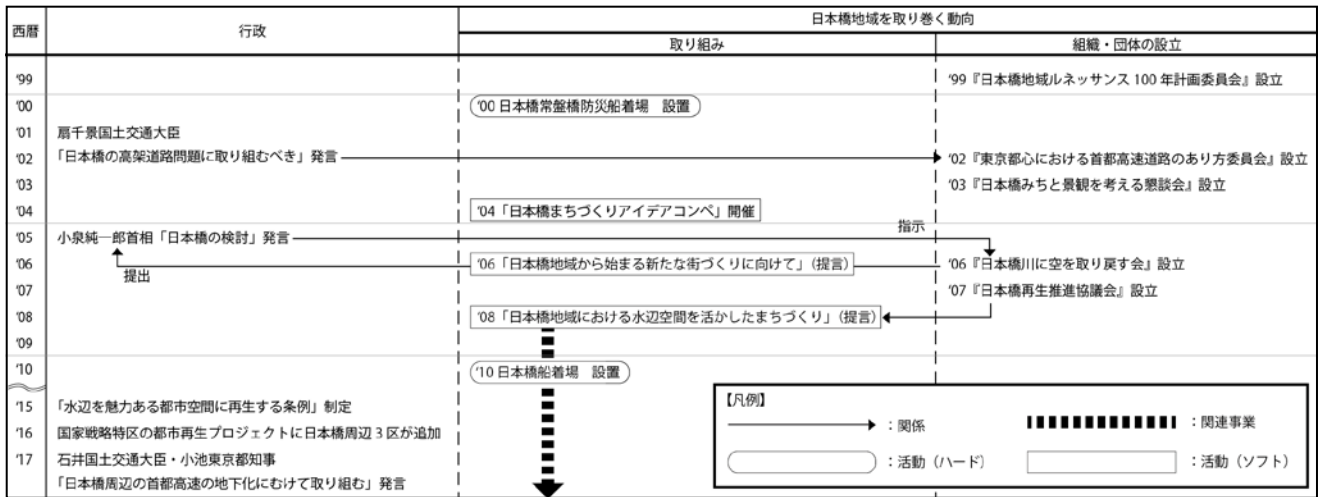 西暦
行政
日本橋地域を取り巻く動向
取り組み
組織・団体の設立
'99
'99『日本橋地域ルネッサンス 100 年計画委員会』設立
'00
'00 日本橋常盤橋防災船着場 設置
'01
扇千景国土交通大臣
'02
「日本橋の高架道路問題に取り組むべき」発言
'02『東京都心における首都高速道路のあり方委員会』設立
'03
'03『日本橋みちと景観を考える懇談会』設立
'04
'04「日本橋まちづくりアイデアコンペ」開催
'05
小泉純一郎首相「日本橋の検討」発言
指示
'06
提出
'06「日本橋地域から始まる新たな街づくりに向けて」(提言)
'06『日本川に空を取り戻す会』設立
'07
'07『日本橋再生推進協議会』設立
'08
'08「日本橋地域における水辺空間を活かしたまちづくり」(提言)
'09
'10
'10 日本橋船着場 設置
'15
「水辺を魅力ある都市空間に再生する条例」制定
'16
国家戦略特区の都市再生プロジェクトに日本橋周辺 3 区が追加
'17
石井国土交通大臣・小池東京都知事
「日本橋周辺の首都高速の地下化にむけて取り組む」発言
【凡例】
：関係
：関連事業
：活動（ハード）
：活動（ソフト）